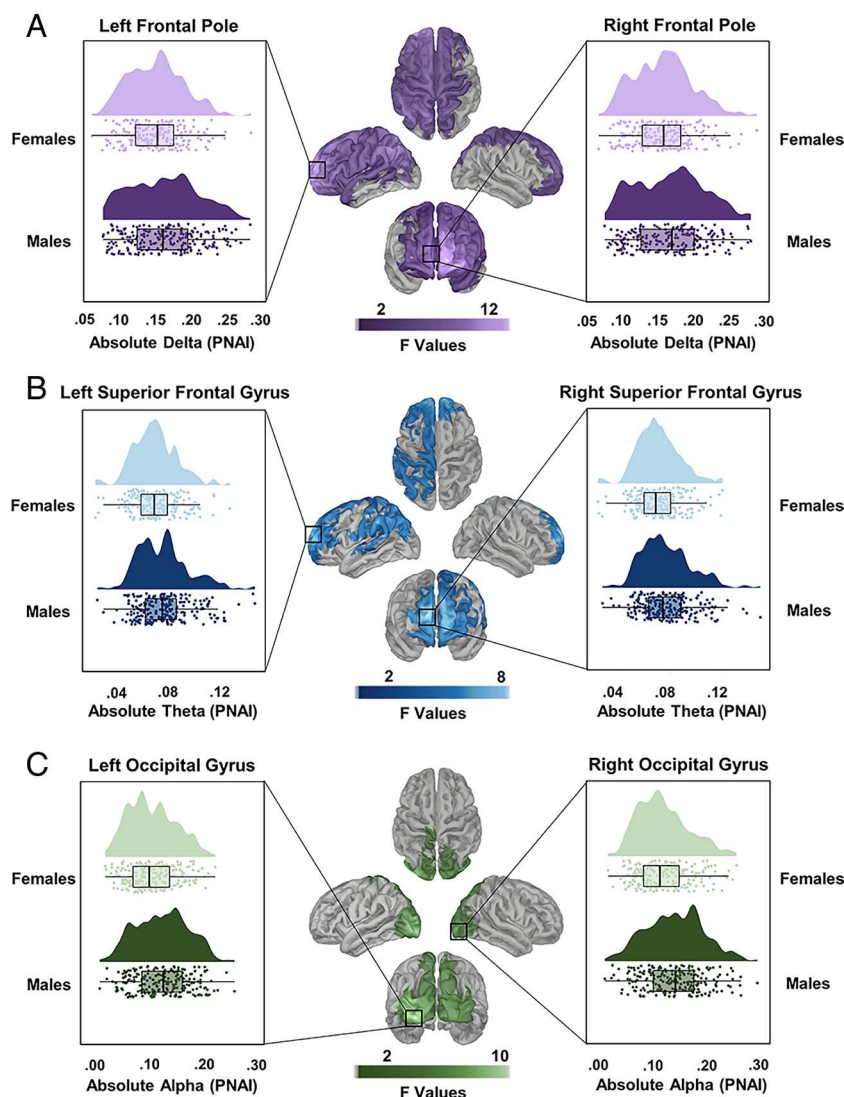 A
Left Frontal Pole
Right Frontal Pole
Females
Females
Males
Males
.05 .10 .15 .20 .25 .30
Absolute Delta (PNAI)
2 12
F Values
.05 .10 .15 .20 .25 .30
Absolute Delta (PNAI)
B
Left Superior Frontal Gyrus
Right Superior Frontal Gyrus
Females
Females
Males
Males
.04 .08 .12
Absolute Theta (PNAI)
2 8
F Values
.04 .08 .12
Absolute Theta (PNAI)
C
Left Occipital Gyrus
Right Occipital Gyrus
Females
Females
Males
Males
.00 .10 .20 .30
Absolute Alpha (PNAI)
2 10
F Values
.00 .10 .20 .30
Absolute Alpha (PNAI)